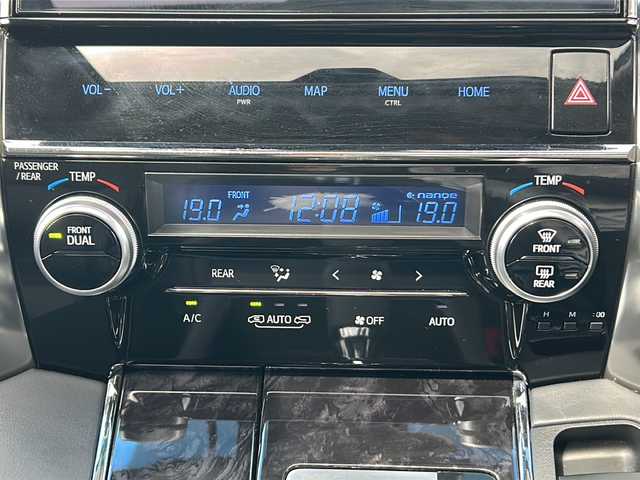 VOL− VOL+ AUDIO MAP MENU HOME
PWR CTRL
PASSENGER
/REAR
TEMP
TEMP
FRONT
19.0 12:08 19.0
nanoe
FRONT
DUAL
FRONT
REAR
REAR < >
A/C AUTO OFF AUTO
H M :00